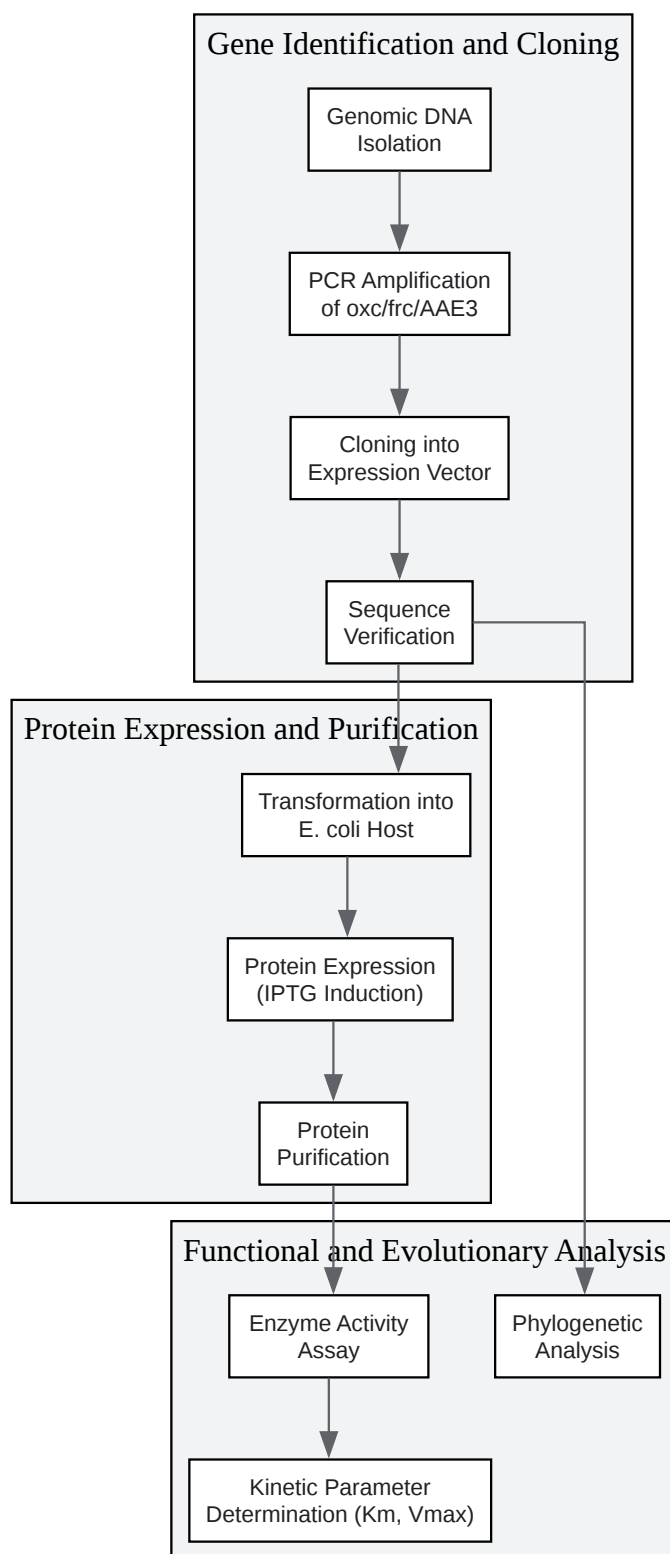 Gene Identification and Cloning
Genomic DNA
Isolation
PCR Amplification
of oxc/frc/AAE3
Cloning into
Expression Vector
Sequence
Verification
Protein Expression and Purification
Transformation into
E. coli Host
Protein Expression
(IPTG Induction)
Protein
Purification
Functional and Evolutionary Analysis
Enzyme Activity
Assay
Phylogenetic
Analysis
Kinetic Parameter
Determination (Km, Vmax)